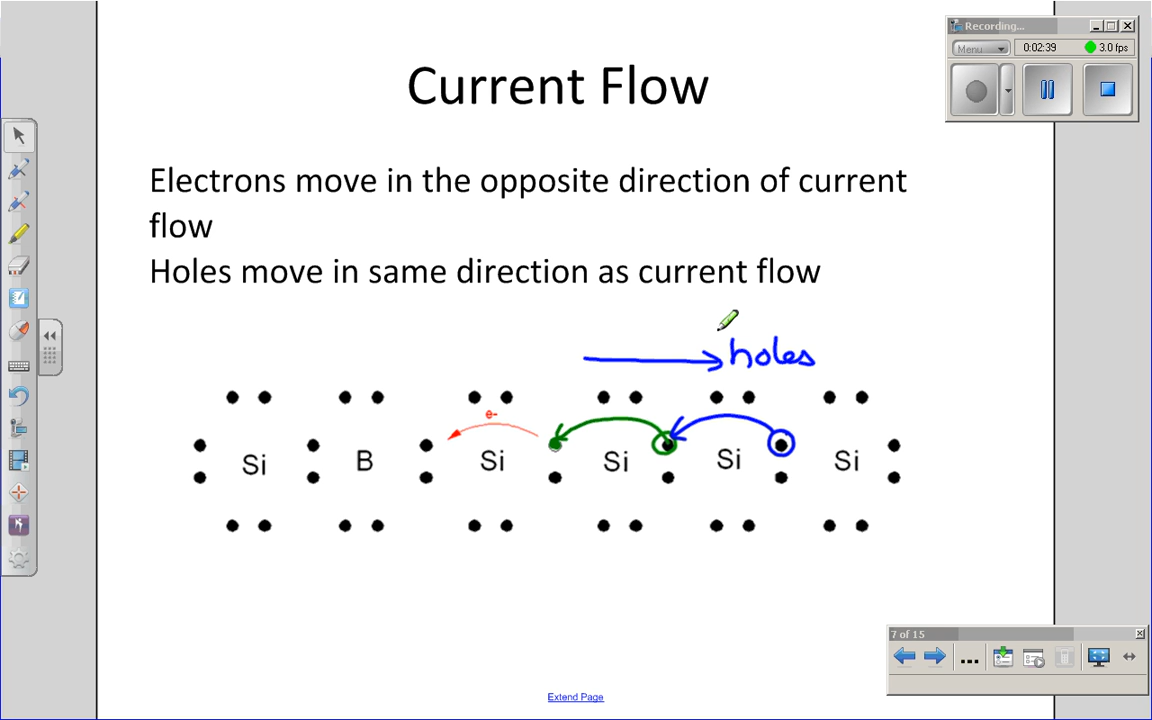 Recording...
Menu 0:02:39 3.0 fps
Current Flow
Electrons move in the opposite direction of current
flow
Holes move in same direction as current flow
holes
e-
Si B Si Si Si Si
7 of 15
...
Extend Page